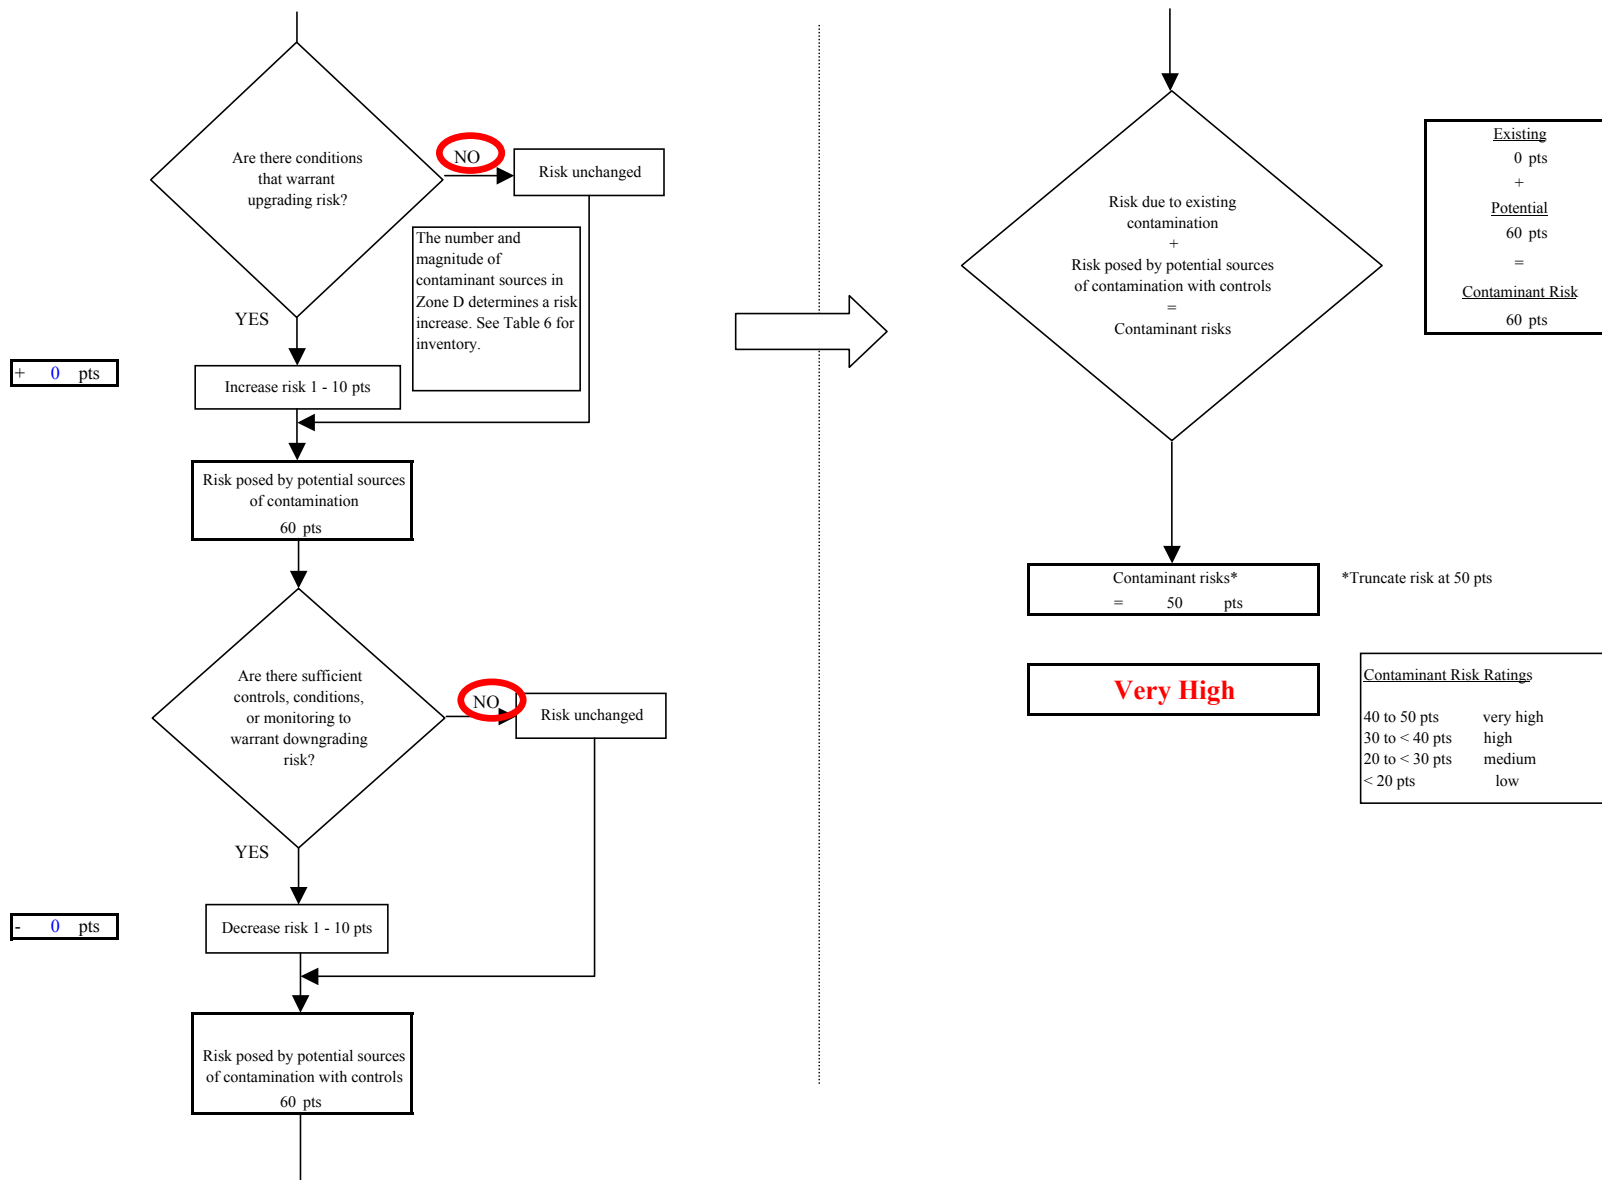 Are there conditions
that warrant
upgrading risk?
NO
Risk unchanged
The number and
magnitude of
contaminant sources in
Zone D determines a risk
increase. See Table 6 for
inventory.
YES
+ 0 pts
Increase risk 1 - 10 pts
Risk posed by potential sources
of contamination
60 pts
Are there sufficient
controls, conditions,
or monitoring to
warrant downgrading
risk?
NO
Risk unchanged
YES
- 0 pts
Decrease risk 1 - 10 pts
Risk posed by potential sources
of contamination with controls
60 pts
Risk due to existing
contamination
+
Risk posed by potential sources
of contamination with controls
=
Contaminant risks
Existing
0 pts
+
Potential
60 pts
=
Contaminant Risk
60 pts
Contaminant risks*
= 50 pts
*Truncate risk at 50 pts
Very High
Contaminant Risk Ratings
40 to 50 pts very high
30 to < 40 pts high
20 to < 30 pts medium
< 20 pts low